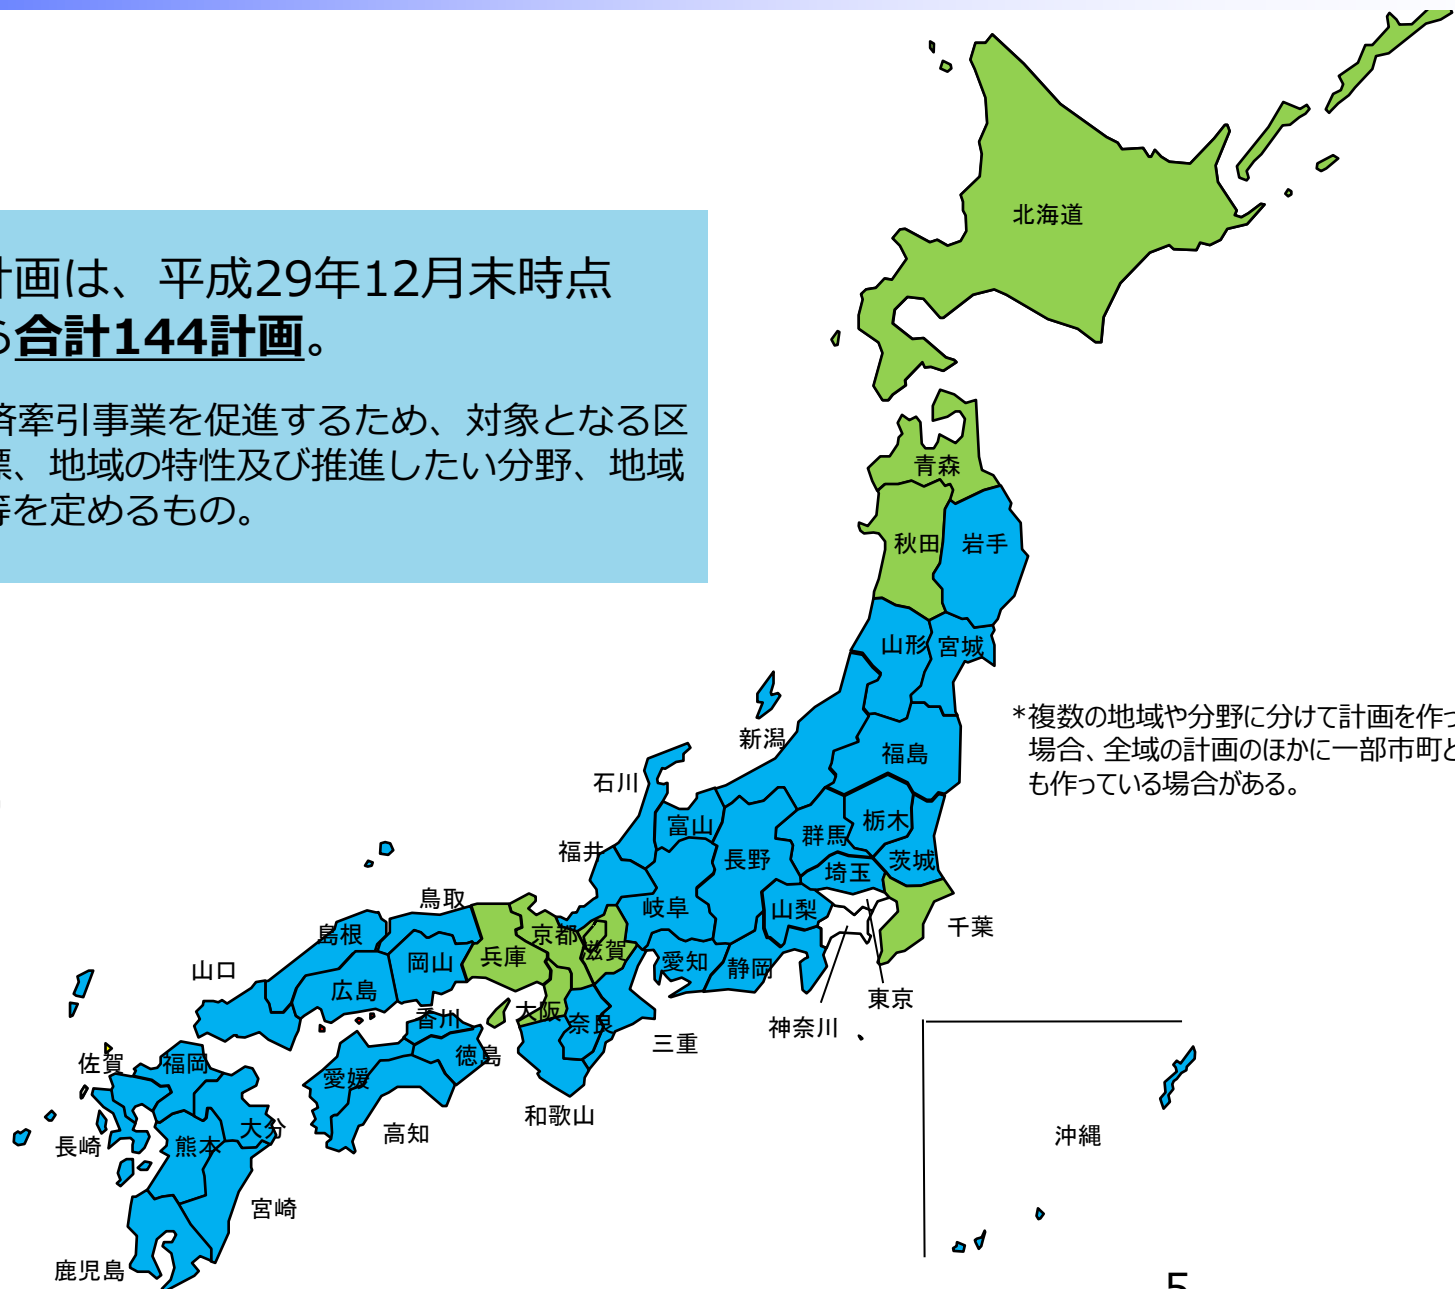 計画は、平成29年12月末時点
ら合計144計画。
済牽引事業を促進するため、対象となる区
標、地域の特性及び推進したい分野、地域
等を定めるもの。
北海道
青森
秋田
岩手
山形
宮城
新潟
福島
*複数の地域や分野に分けて計画を作っ
場合、全域の計画のほかに一部市町と
も作っている場合がある。
石川
富山
群馬
栃木
福井
長野
埼玉
茨城
鳥取
岐阜
山梨
千葉
島根
兵庫
京都
滋賀
山口
岡山
愛知
静岡
広島
東京
香川
大阪
奈良
神奈川
三重
佐賀
福岡
徳島
愛媛
和歌山
長崎
熊本
大分
高知
沖縄
宮崎
鹿児島
5